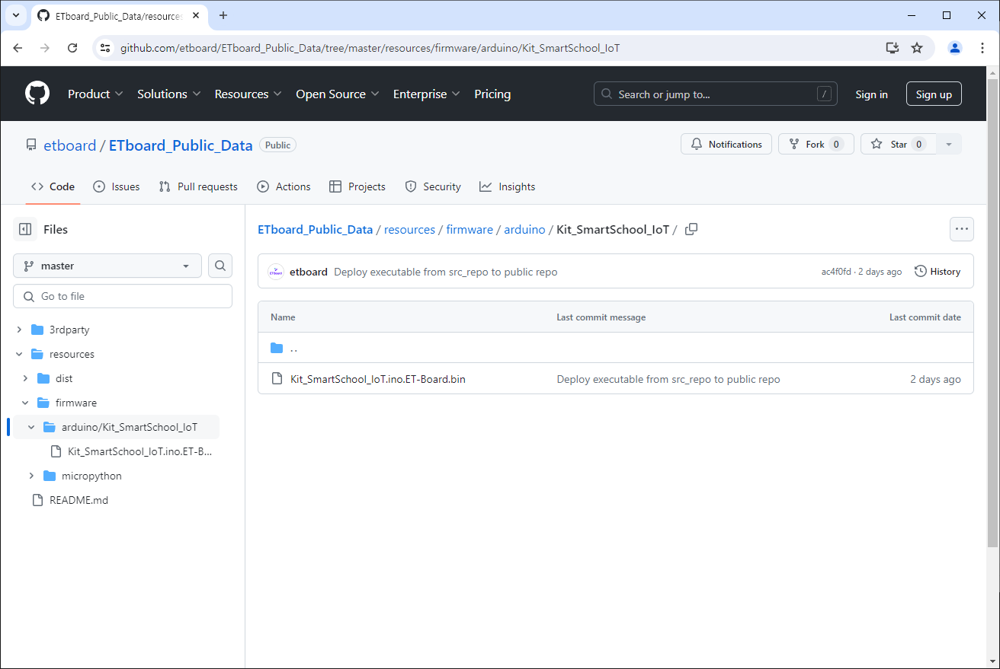 ETboard_Public_Data/resources
github.com/etboard/ETboard_Public_Data/tree/master/resources/firmware/arduino/Kit_SmartSchool_IoT
Product Solutions Resources Open Source Enterprise Pricing Search or jump to... / Sign in Sign up
etboard / ETboard_Public_Data Public Notifications Fork 0 Star 0
Code Issues Pull requests Actions Projects Security Insights
Files
master
Go to file
3rdparty
resources
dist
firmware
arduino/Kit_SmartSchool_IoT
Kit_SmartSchool_IoT.ino.ET-B...
micropython
README.md
ETboard_Public_Data / resources / firmware / arduino / Kit_SmartSchool_IoT /
etboard Deploy executable from src_repo to public repo ac4f0fd · 2 days ago History
Name Last commit message Last commit date
..
Kit_SmartSchool_IoT.ino.ET-Board.bin Deploy executable from src_repo to public repo 2 days ago